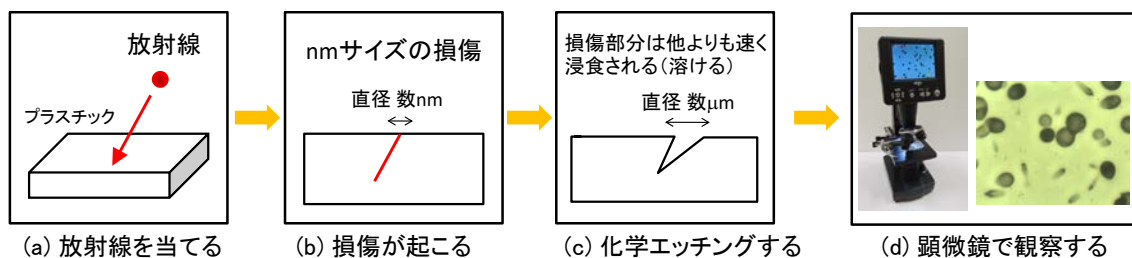 放射線
プラスチック
(a) 放射線を当てる
nmサイズの損傷
直径 数nm
(b) 損傷が起こる
損傷部分は他よりも速く
浸食される(溶ける)
直径 数μm
(c) 化学エッチングする
(d) 顕微鏡で観察する